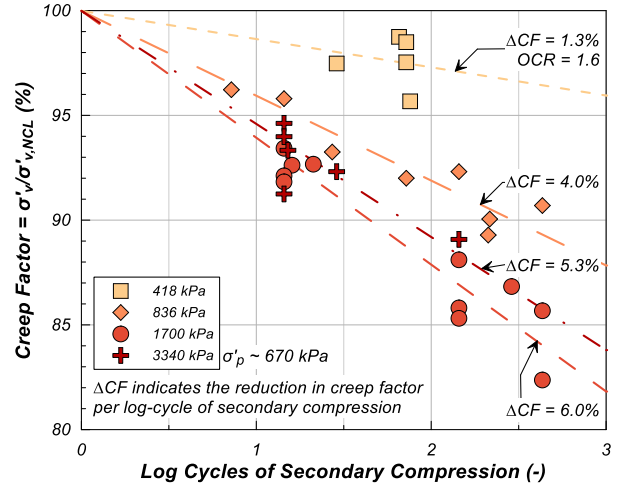 100
95
90
85
80
Creep Factor = σ'v/σ'v,NCL (%)
ΔCF = 1.3%
OCR = 1.6
ΔCF = 4.0%
ΔCF = 5.3%
ΔCF = 6.0%
418 kPa
836 kPa
1700 kPa
3340 kPa
σ'p ~ 670 kPa
ΔCF indicates the reduction in creep factor
per log-cycle of secondary compression
0
1
2
3
Log Cycles of Secondary Compression (-)